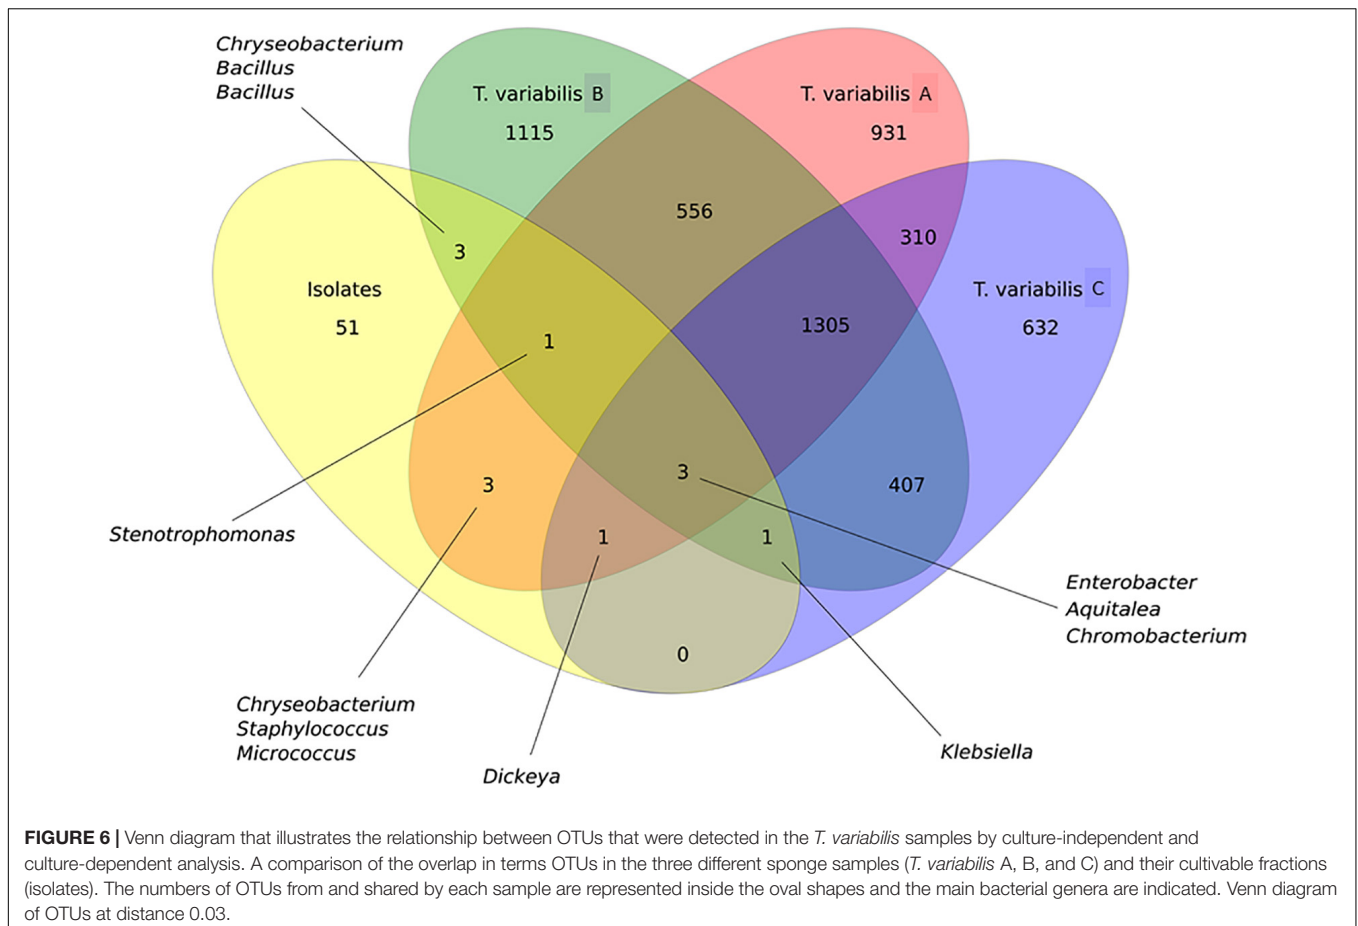 Chryseobacterium
Bacillus
Bacillus
T. variabilis B
1115
T. variabilis A
931
556
310
3
Isolates
51
T. variabilis C
632
1305
1
3
3
407
1
1
Stenotrophomonas
0
Enterobacter
Aquitalea
Chromobacterium
Chryseobacterium
Staphylococcus
Micrococcus
Dickeya
Klebsiella
FIGURE 6 | Venn diagram that illustrates the relationship between OTUs that were detected in the T. variabilis samples by culture-independent and
culture-dependent analysis. A comparison of the overlap in terms OTUs in the three different sponge samples (T. variabilis A, B, and C) and their cultivable fractions
(isolates). The numbers of OTUs from and shared by each sample are represented inside the oval shapes and the main bacterial genera are indicated. Venn diagram
of OTUs at distance 0.03.